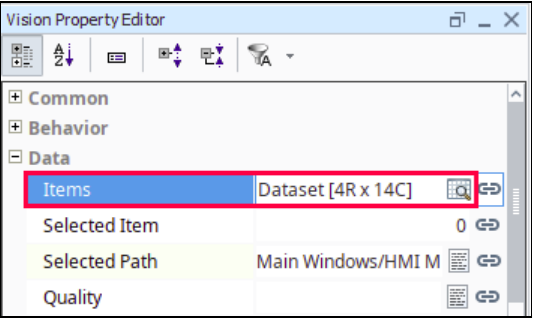 Vision Property Editor
Common
Behavior
Data
Items Dataset [4R x 14C]
Selected Item 0
Selected Path Main Windows/HMI M
Quality